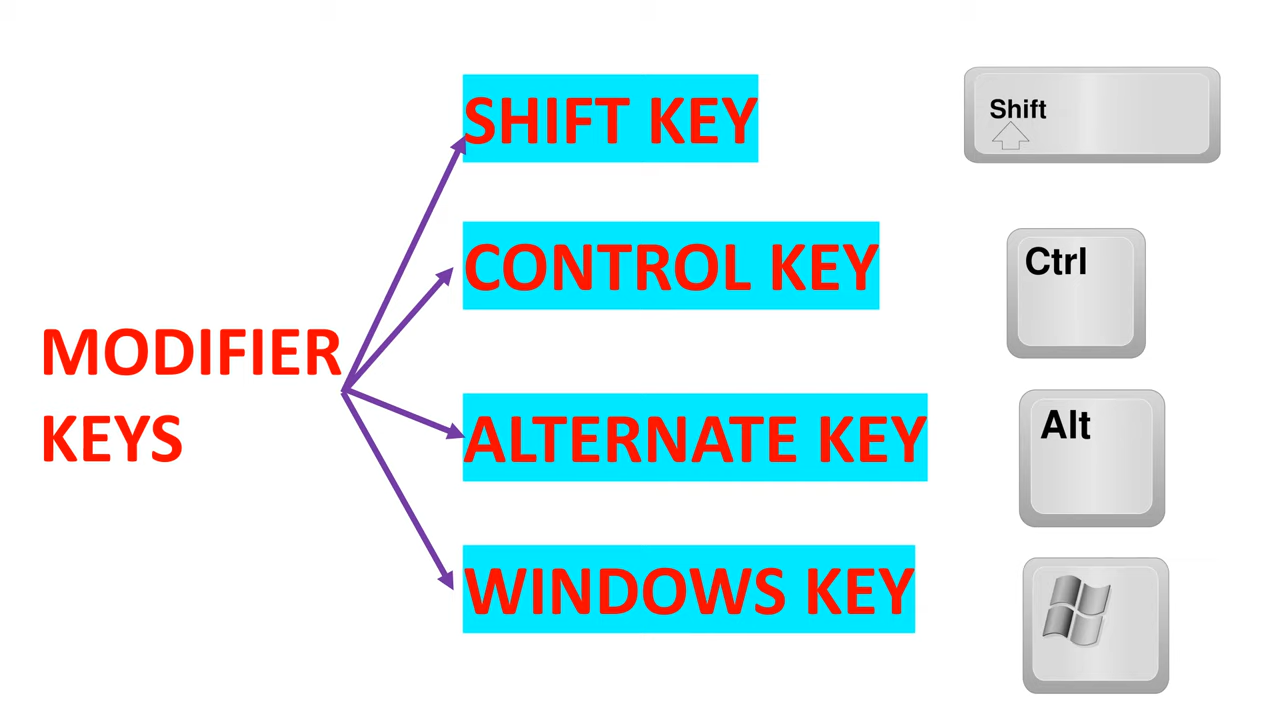 SHIFT KEY
Shift
CONTROL KEY
Ctrl
MODIFIER
KEYS
ALTERNATE KEY
Alt
WINDOWS KEY